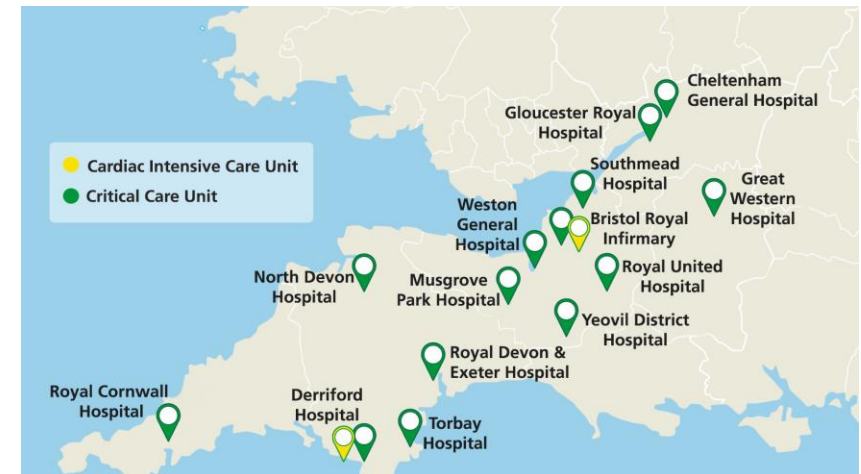 Cheltenham
General Hospital
Gloucester Royal
Hospital
Cardiac Intensive Care Unit
Critical Care Unit
Southmead
Hospital
Great
Western
Hospital
Weston
General
Hospital
Bristol Royal
Infirmary
North Devon
Hospital
Musgrove
Park Hospital
Royal United
Hospital
Yeovil District
Hospital
Royal Devon &
Exeter Hospital
Royal Cornwall
Hospital
Derriford
Hospital
Torbay
Hospital